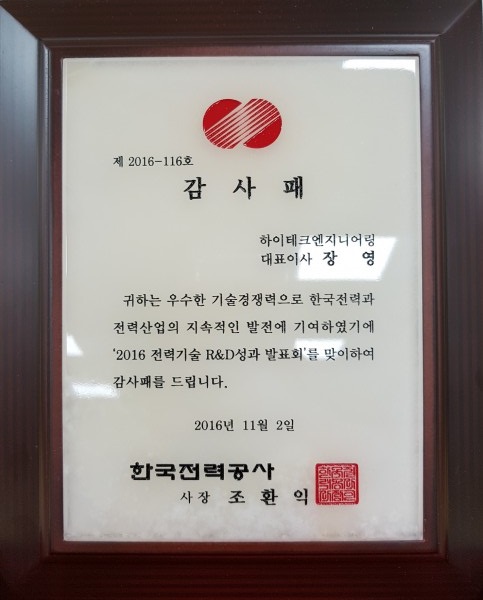 제 2016-116호
감 사 패
하이테크엔지니어링
대표이사 장 영
귀하는 우수한 기술경쟁력으로 한국전력과
전력산업의 지속적인 발전에 기여하였기에
‘2016 전력기술 R&D성과 발표회’를 맞이하여
감사패를 드립니다.
2016년 11월 2일
한국전력공사
사장 조 환 익